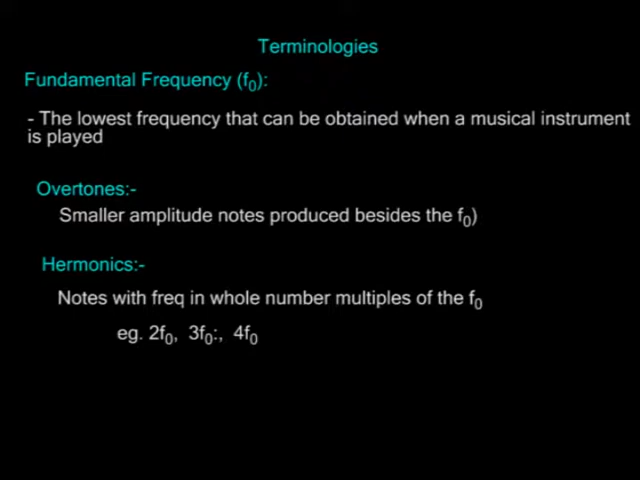 Terminologies
Fundamental Frequency (f₀):
- The lowest frequency that can be obtained when a musical instrument
is played
Overtones:-
Smaller amplitude notes produced besides the f₀)
Hermonics:-
Notes with freq in whole number multiples of the f₀
eg. 2f₀, 3f₀:, 4f₀